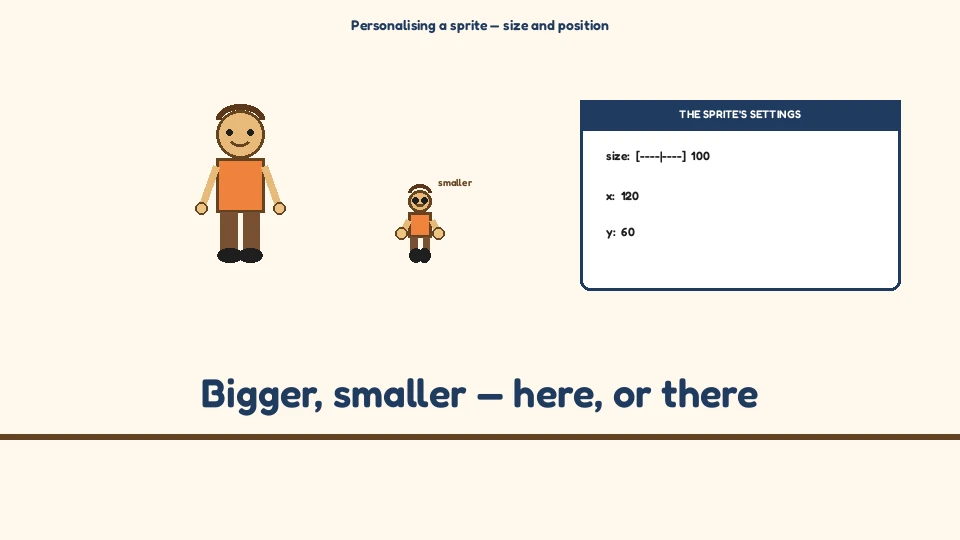 Personalising a sprite — size and position
smaller
THE SPRITE'S SETTINGS
size: [----|----] 100
x: 120
y: 60
Bigger, smaller — here, or there